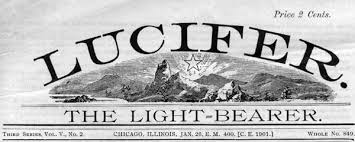 Price 2 Cents.
LUCIFER.
THE LIGHT-BEARER.
THIRD SERIES, VOL. V., NO. 2. CHICAGO, ILLINOIS, JAN. 26, E. M. 400. [C. E. 1901.] WHOLE NO. 849.